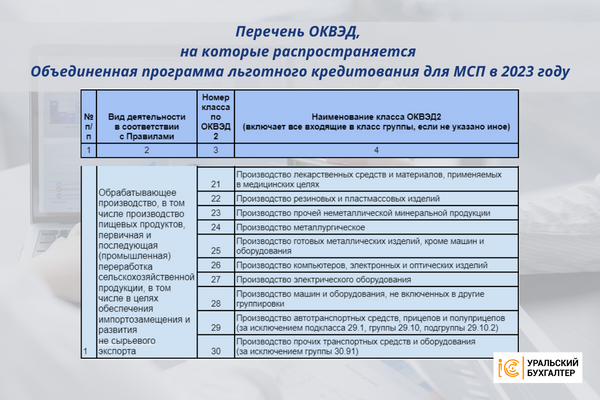 Перечень ОКВЭД,
на которые распространяется
Объединенная программа льготного кредитования для МСП в 2023 году
№
п/
п
Вид деятельности
в соответствии
с Правилами
Номер
класса
по
ОКВЭД
2
Наименование класса ОКВЭД2
(включает все входящие в класс группы, если не указано иное)
1 2 3 4
1
Обрабатывающее
производство, в том
числе производство
пищевых продуктов,
первичная и
последующая
(промышленная)
переработка
сельскохозяйственной
продукции, в том
числе в целях
обеспечения
импортозамещения и
развития
не сырьевого
экспорта
21 Производство лекарственных средств и материалов, применяемых
в медицинских целях
22 Производство резиновых и пластмассовых изделий
23 Производство прочей неметаллической минеральной продукции
24 Производство металлургическое
25 Производство готовых металлических изделий, кроме машин и
оборудования
26 Производство компьютеров, электронных и оптических изделий
27 Производство электрического оборудования
28 Производство машин и оборудования, не включенных в другие
группировки
29 Производство автотранспортных средств, прицепов и полуприцепов
(за исключением подкласса 29.1, группы 29.10, подгруппы 29.10.2)
30 Производство прочих транспортных средств и оборудования
(за исключением группы 30.91)
УРАЛЬСКИЙ
БУХГАЛТЕР